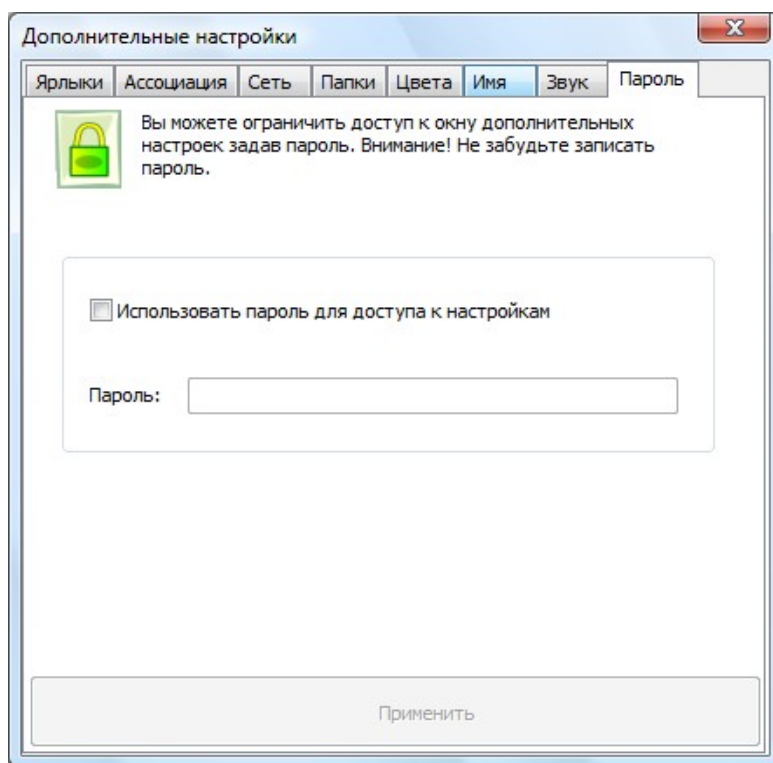 Дополнительные настройки
Ярлыки Ассоциация Сеть Папки Цвета Имя Звук Пароль
Вы можете ограничить доступ к окну дополнительных
настроек задав пароль. Внимание! Не забудьте записать
пароль.
Использовать пароль для доступа к настройкам
Пароль:
Применить